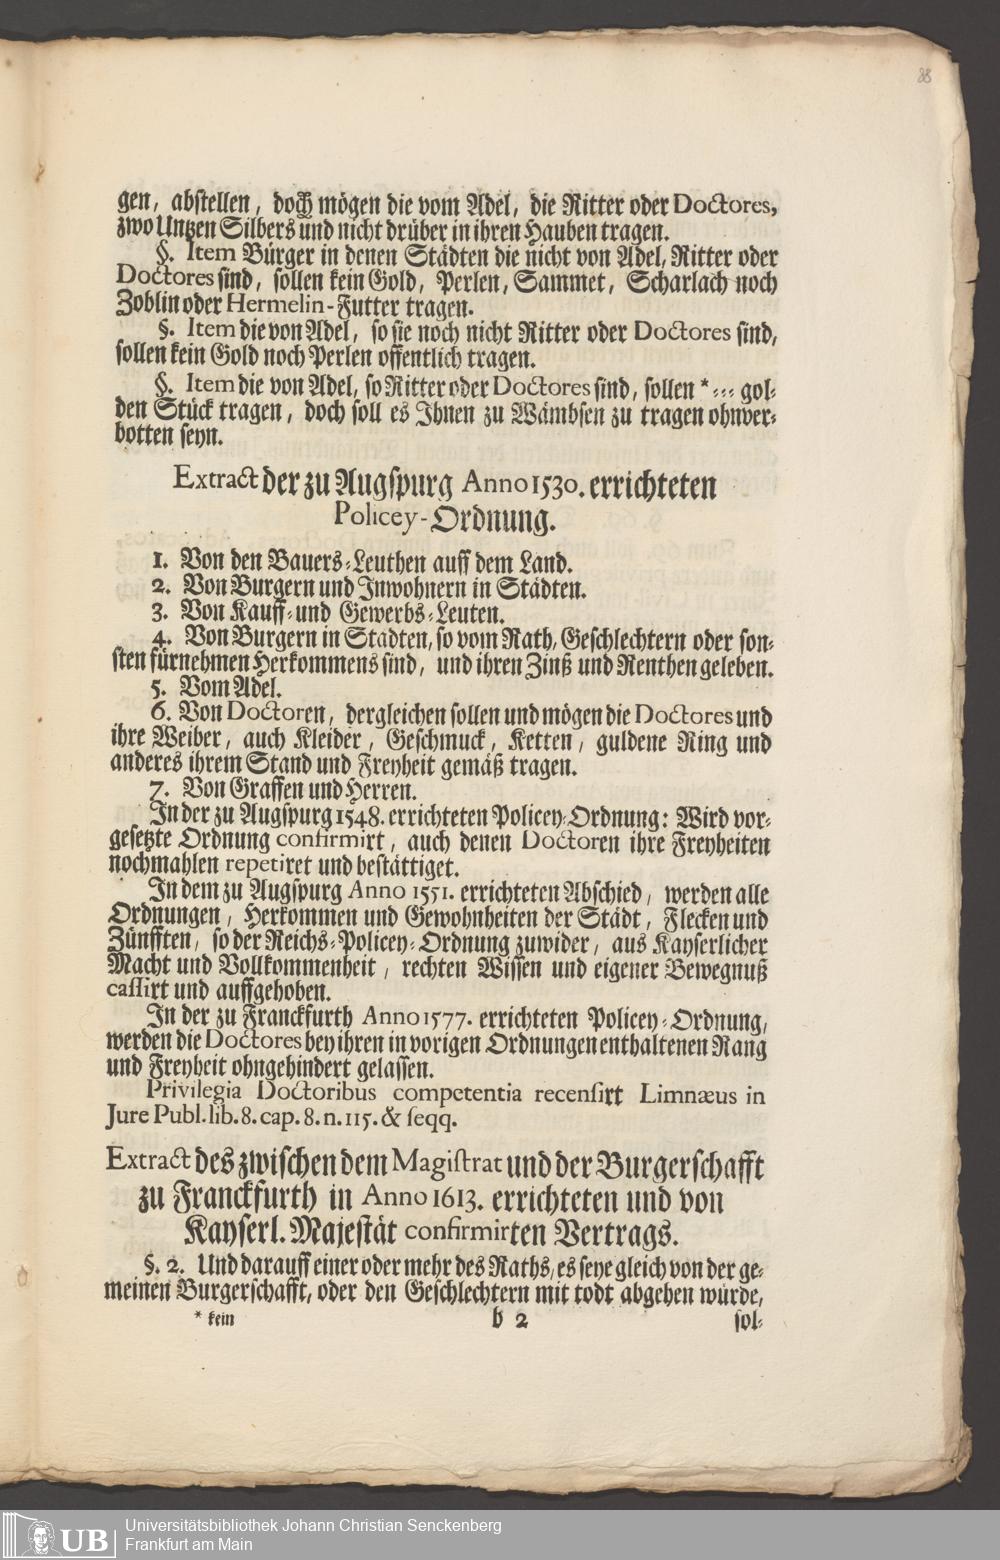 88
gen, abstellen, doch mögen die vom Adel, die Ritter oder Doctores,
zwo Untzen Silbers und nicht drüber in ihren Hauben tragen.
§. Item Bürger in denen Städten die nicht von Adel, Ritter oder
Doctores sind, sollen kein Gold, Perlen, Sammet, Scharlach noch
Zoblin oder Hermelin-Futter tragen.
§. Item die von Adel, so sie noch nicht Ritter oder Doctores sind,
sollen kein Gold noch Perlen offentlich tragen.
§. Item die von Adel, so Ritter oder Doctores sind, sollen *--- gol-
den Stück tragen, doch soll es Ihnen zu Wämbsen zu tragen ohnver-
botten seyn.
Extract der zu Augspurg Anno 1530. errichteten
Policey-Ordnung.
1. Von den Bauers-Leuthen auff dem Land.
2. Von Burgern und Inwohnern in Städten.
3. Von Kauff- und Gewerbs-Leuten.
4. Von Burgern in Stadten, so vom Rath, Geschlechtern oder son-
sten fürnehmen Herkommens sind, und ihren Zinß und Renthen geleben.
5. Vom Adel.
6. Von Doctoren, dergleichen sollen und mögen die Doctores und
ihre Weiber, auch Kleider, Geschmuck, Ketten, guldene Ring und
anderes ihrem Stand und Freyheit gemäß tragen.
7. Von Graffen und Herren.
In der zu Augspurg 1548. errichteten Policey-Ordnung: Wird vor-
gesetzte Ordnung confirmirt, auch denen Doctoren ihre Freyheiten
nochmahlen repetiret und bestättiget.
In dem zu Augspurg Anno 1551. errichteten Abschied, werden alle
Ordnungen, Herkommen und Gewohnheiten der Städt, Flecken und
Zünfften, so der Reichs-Policey-Ordnung zuwider, aus Kayserlicher
Macht und Vollkommenheit, rechten Wissen und eigener Bewegnuß
cassirt und auffgehoben.
In der zu Franckfurth Anno 1577. errichteten Policey-Ordnung,
werden die Doctores bey ihren in vorigen Ordnungen enthaltenen Rang
und Freyheit ohngehindert gelassen.
Privilegia Doctoribus competentia recensirt Limnæus in
Jure Publ. lib. 8. cap. 8. n. 115. & seqq.
Extract des zwischen dem Magistrat und der Burgerschafft
zu Franckfurth in Anno 1613. errichteten und von
Kayserl. Majestät confirmirten Vertrags.
§. 2. Und darauff einer oder mehr des Raths, es seye gleich von der ge-
meinen Burgerschafft, oder den Geschlechtern mit todt abgehen würde,
* kein b 2 sol-
UB Universitätsbibliothek Johann Christian Senckenberg
Frankfurt am Main